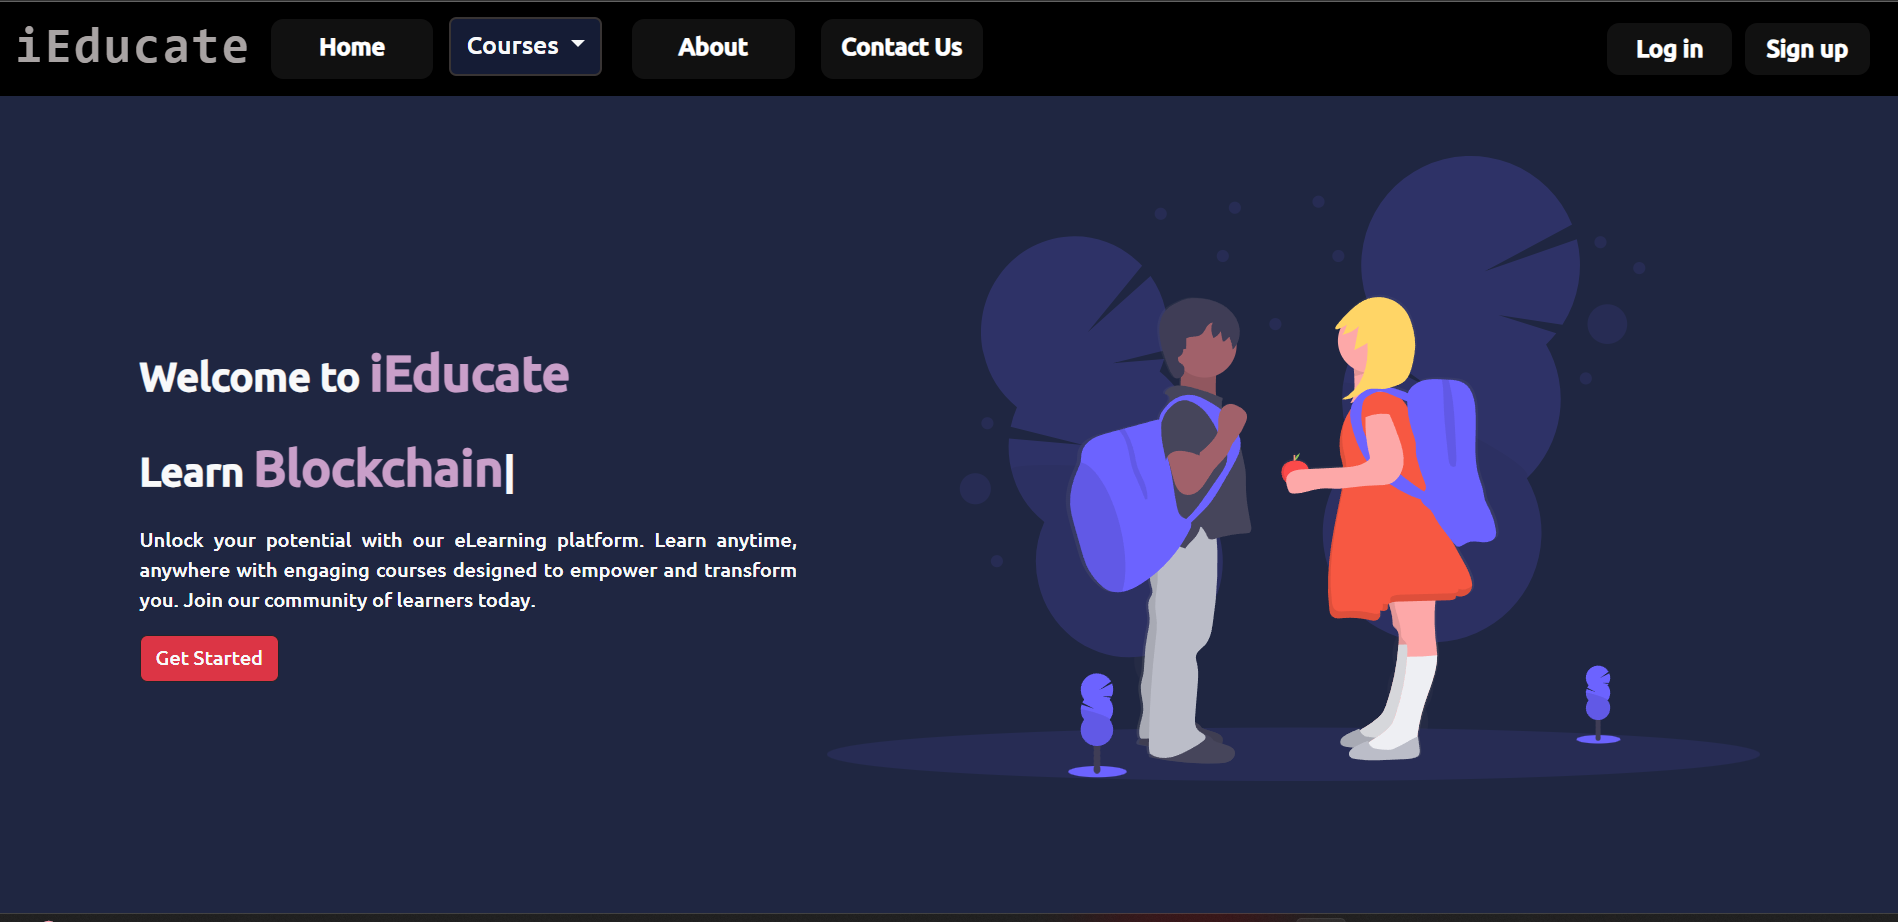 iEducate
Home
Courses
About
Contact Us
Log in
Sign up
Welcome to iEducate
Learn Blockchain|
Unlock your potential with our eLearning platform. Learn anytime,
anywhere with engaging courses designed to empower and transform
you. Join our community of learners today.
Get Started